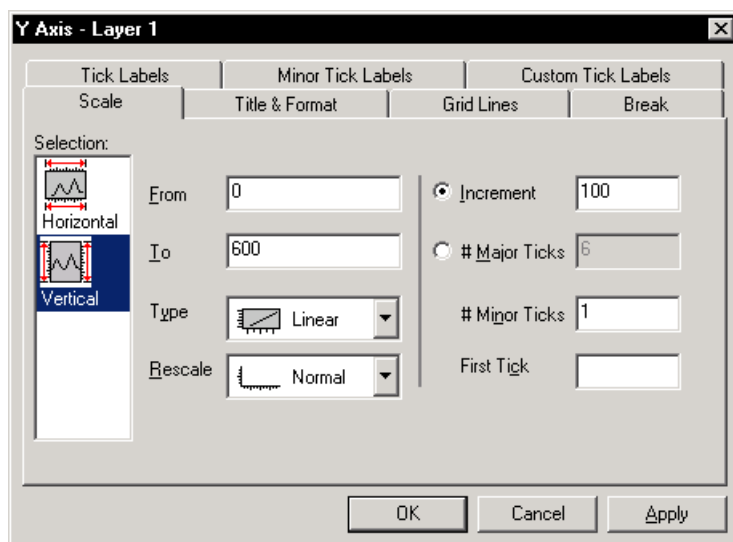 Y Axis - Layer 1
Tick Labels
Minor Tick Labels
Custom Tick Labels
Scale
Title & Format
Grid Lines
Break
Selection:
Horizontal
Vertical
From 0
To 600
Type Linear
Rescale Normal
Increment 100
# Major Ticks 6
# Minor Ticks 1
First Tick
OK
Cancel
Apply